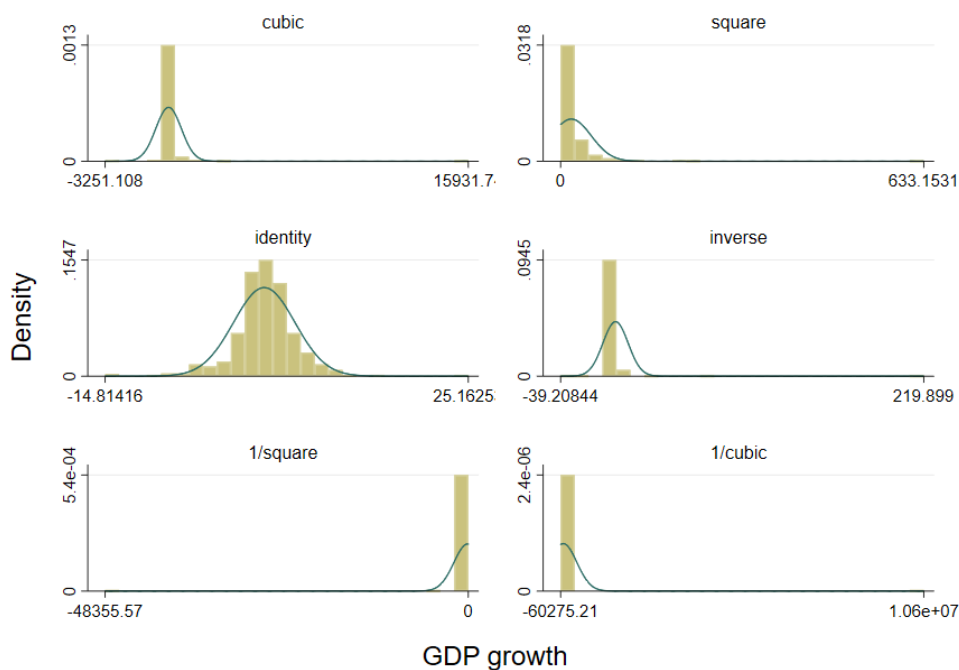 cubic
.0013
0
-3251.108
15931.7
square
.0318
0
0
633.1531
identity
.1547
0
-14.81416
25.1625
inverse
.0945
0
-39.20844
219.899
1/square
5.4e-04
0
-48355.57
0
1/cubic
2.4e-06
0
-60275.21
1.06e+07
Density
GDP growth